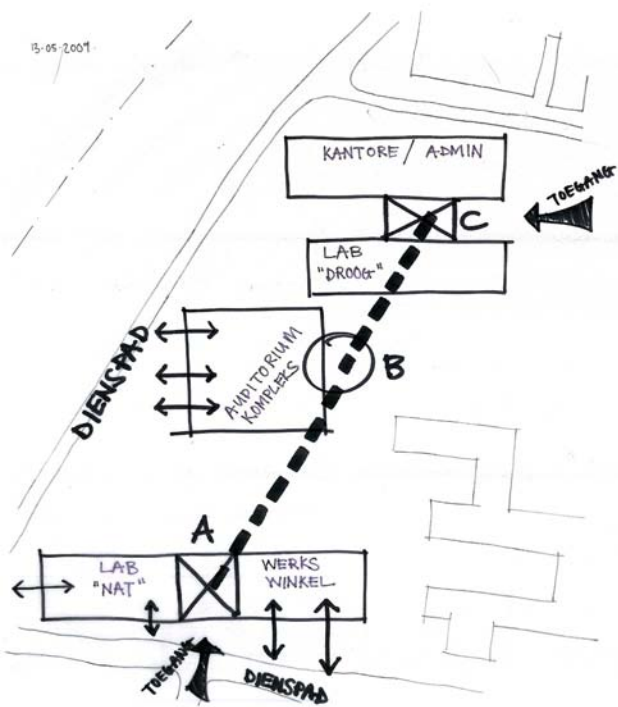 13-05-2009.
KANTORE / ADMIN
TOEGANG
C
LAB
"DROOG"
DIENSPAD
AUDITORIUM
KOMPLEKS
B
A
LAB
"NAT"
WERKS
WINKEL
TOEGANG
DIENSPAD